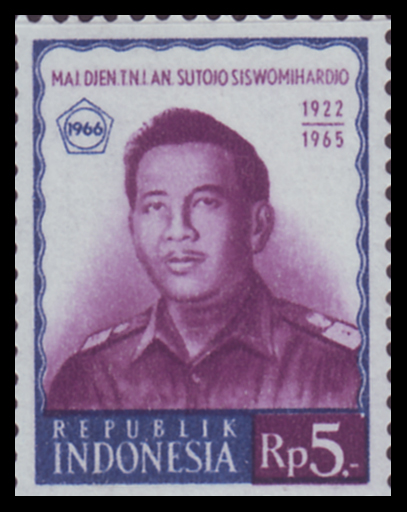 MAJ. DJEN. T.N.I. AN. SUTOJO SISWOMIHARDJO
1966
1922
1965
REPUBLIK
INDONESIA
Rp5.-